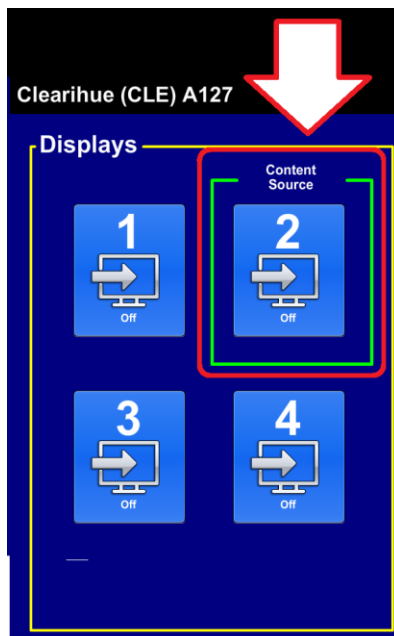 Clearihue (CLE) A127
Displays
Content
Source
1
Off
2
Off
3
Off
4
Off